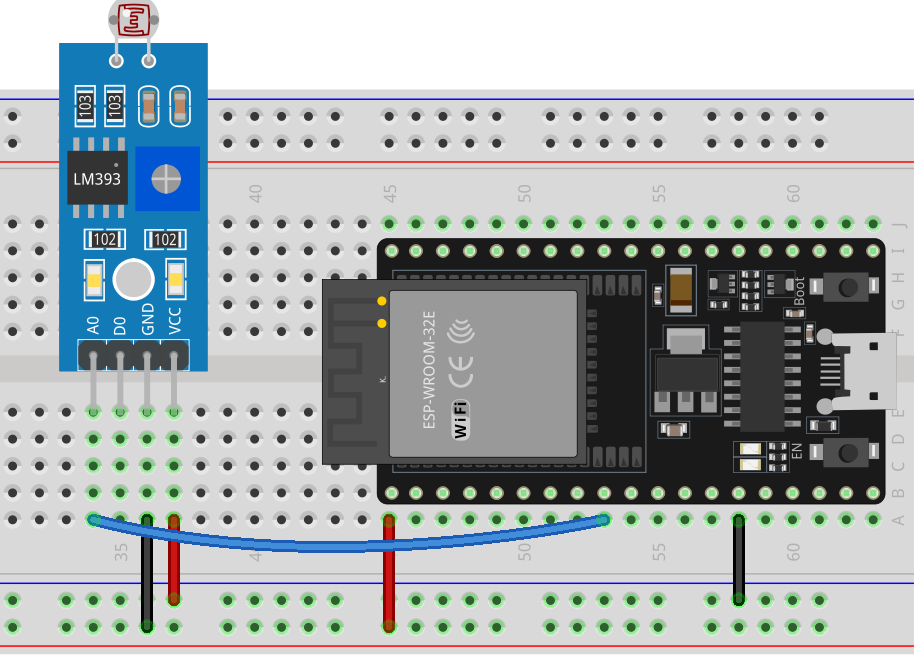 103
103
LM393
102
102
A0
D0
GND
VCC
40
45
50
55
60
J
I
H
G
F
ESP-WROOM-32E
CE
WiFi
K.
Boot
EN
E
D
C
B
A
35
4
50
55
60